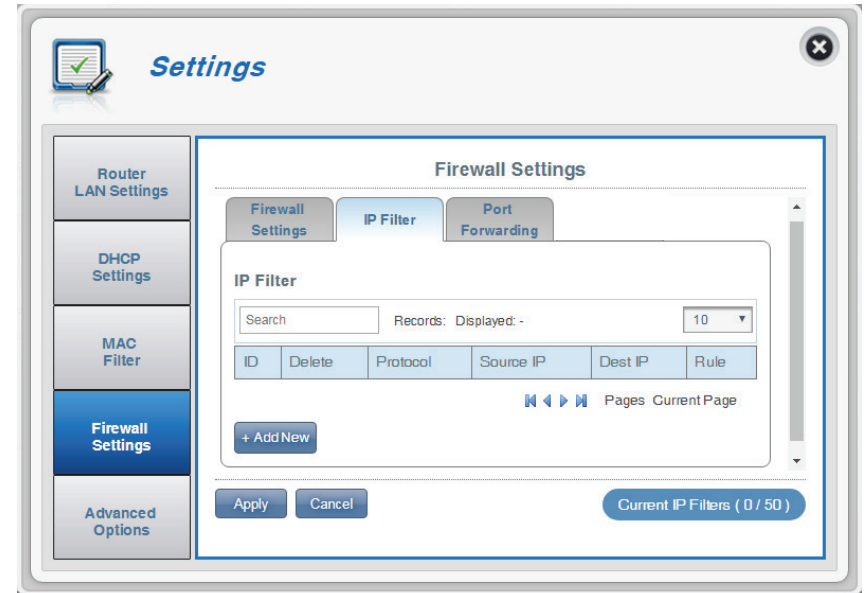 Settings
Router
LAN Settings
DHCP
Settings
MAC
Filter
Firewall
Settings
Advanced
Options
Firewall Settings
Firewall
Settings
IP Filter
Port
Forwarding
IP Filter
Search
Records: Displayed: -
10
ID Delete Protocol Source IP Dest IP Rule
Pages Current Page
+ Add New
Apply Cancel
Current IP Filters ( 0 / 50 )